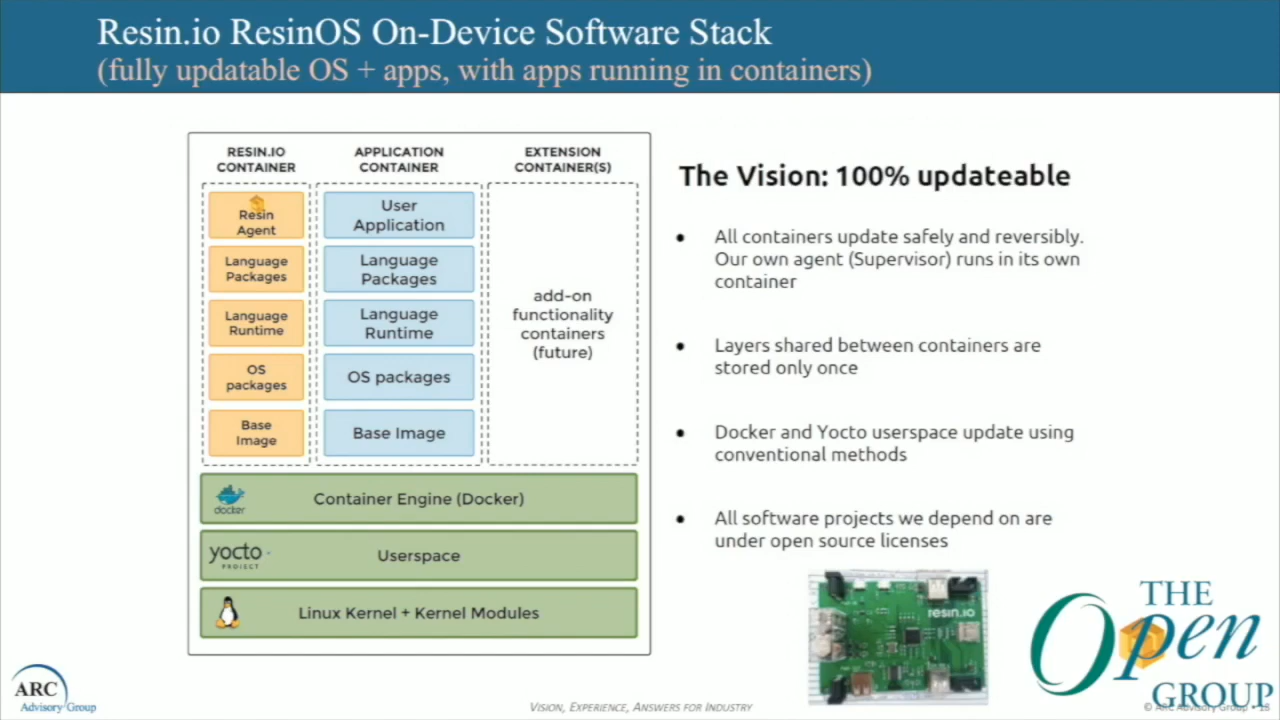 Resin.io ResinOS On-Device Software Stack
(fully updatable OS + apps, with apps running in containers)
RESIN.IO
CONTAINER
APPLICATION
CONTAINER
EXTENSION
CONTAINER(S)
Resin
Agent
Language
Packages
Language
Runtime
OS
packages
Base
Image
User
Application
Language
Packages
Language
Runtime
OS packages
Base Image
add-on
functionality
containers
(future)
docker
Container Engine (Docker)
yocto
PROJECT
Userspace
Linux Kernel + Kernel Modules
The Vision: 100% updateable
• All containers update safely and reversibly.
Our own agent (Supervisor) runs in its own
container
• Layers shared between containers are
stored only once
• Docker and Yocto userspace update using
conventional methods
• All software projects we depend on are
under open source licenses
resin.io
THE
Open
GROUP
ARC
Advisory Group
VISION, EXPERIENCE, ANSWERS FOR INDUSTRY
© ARC Advisory Group •